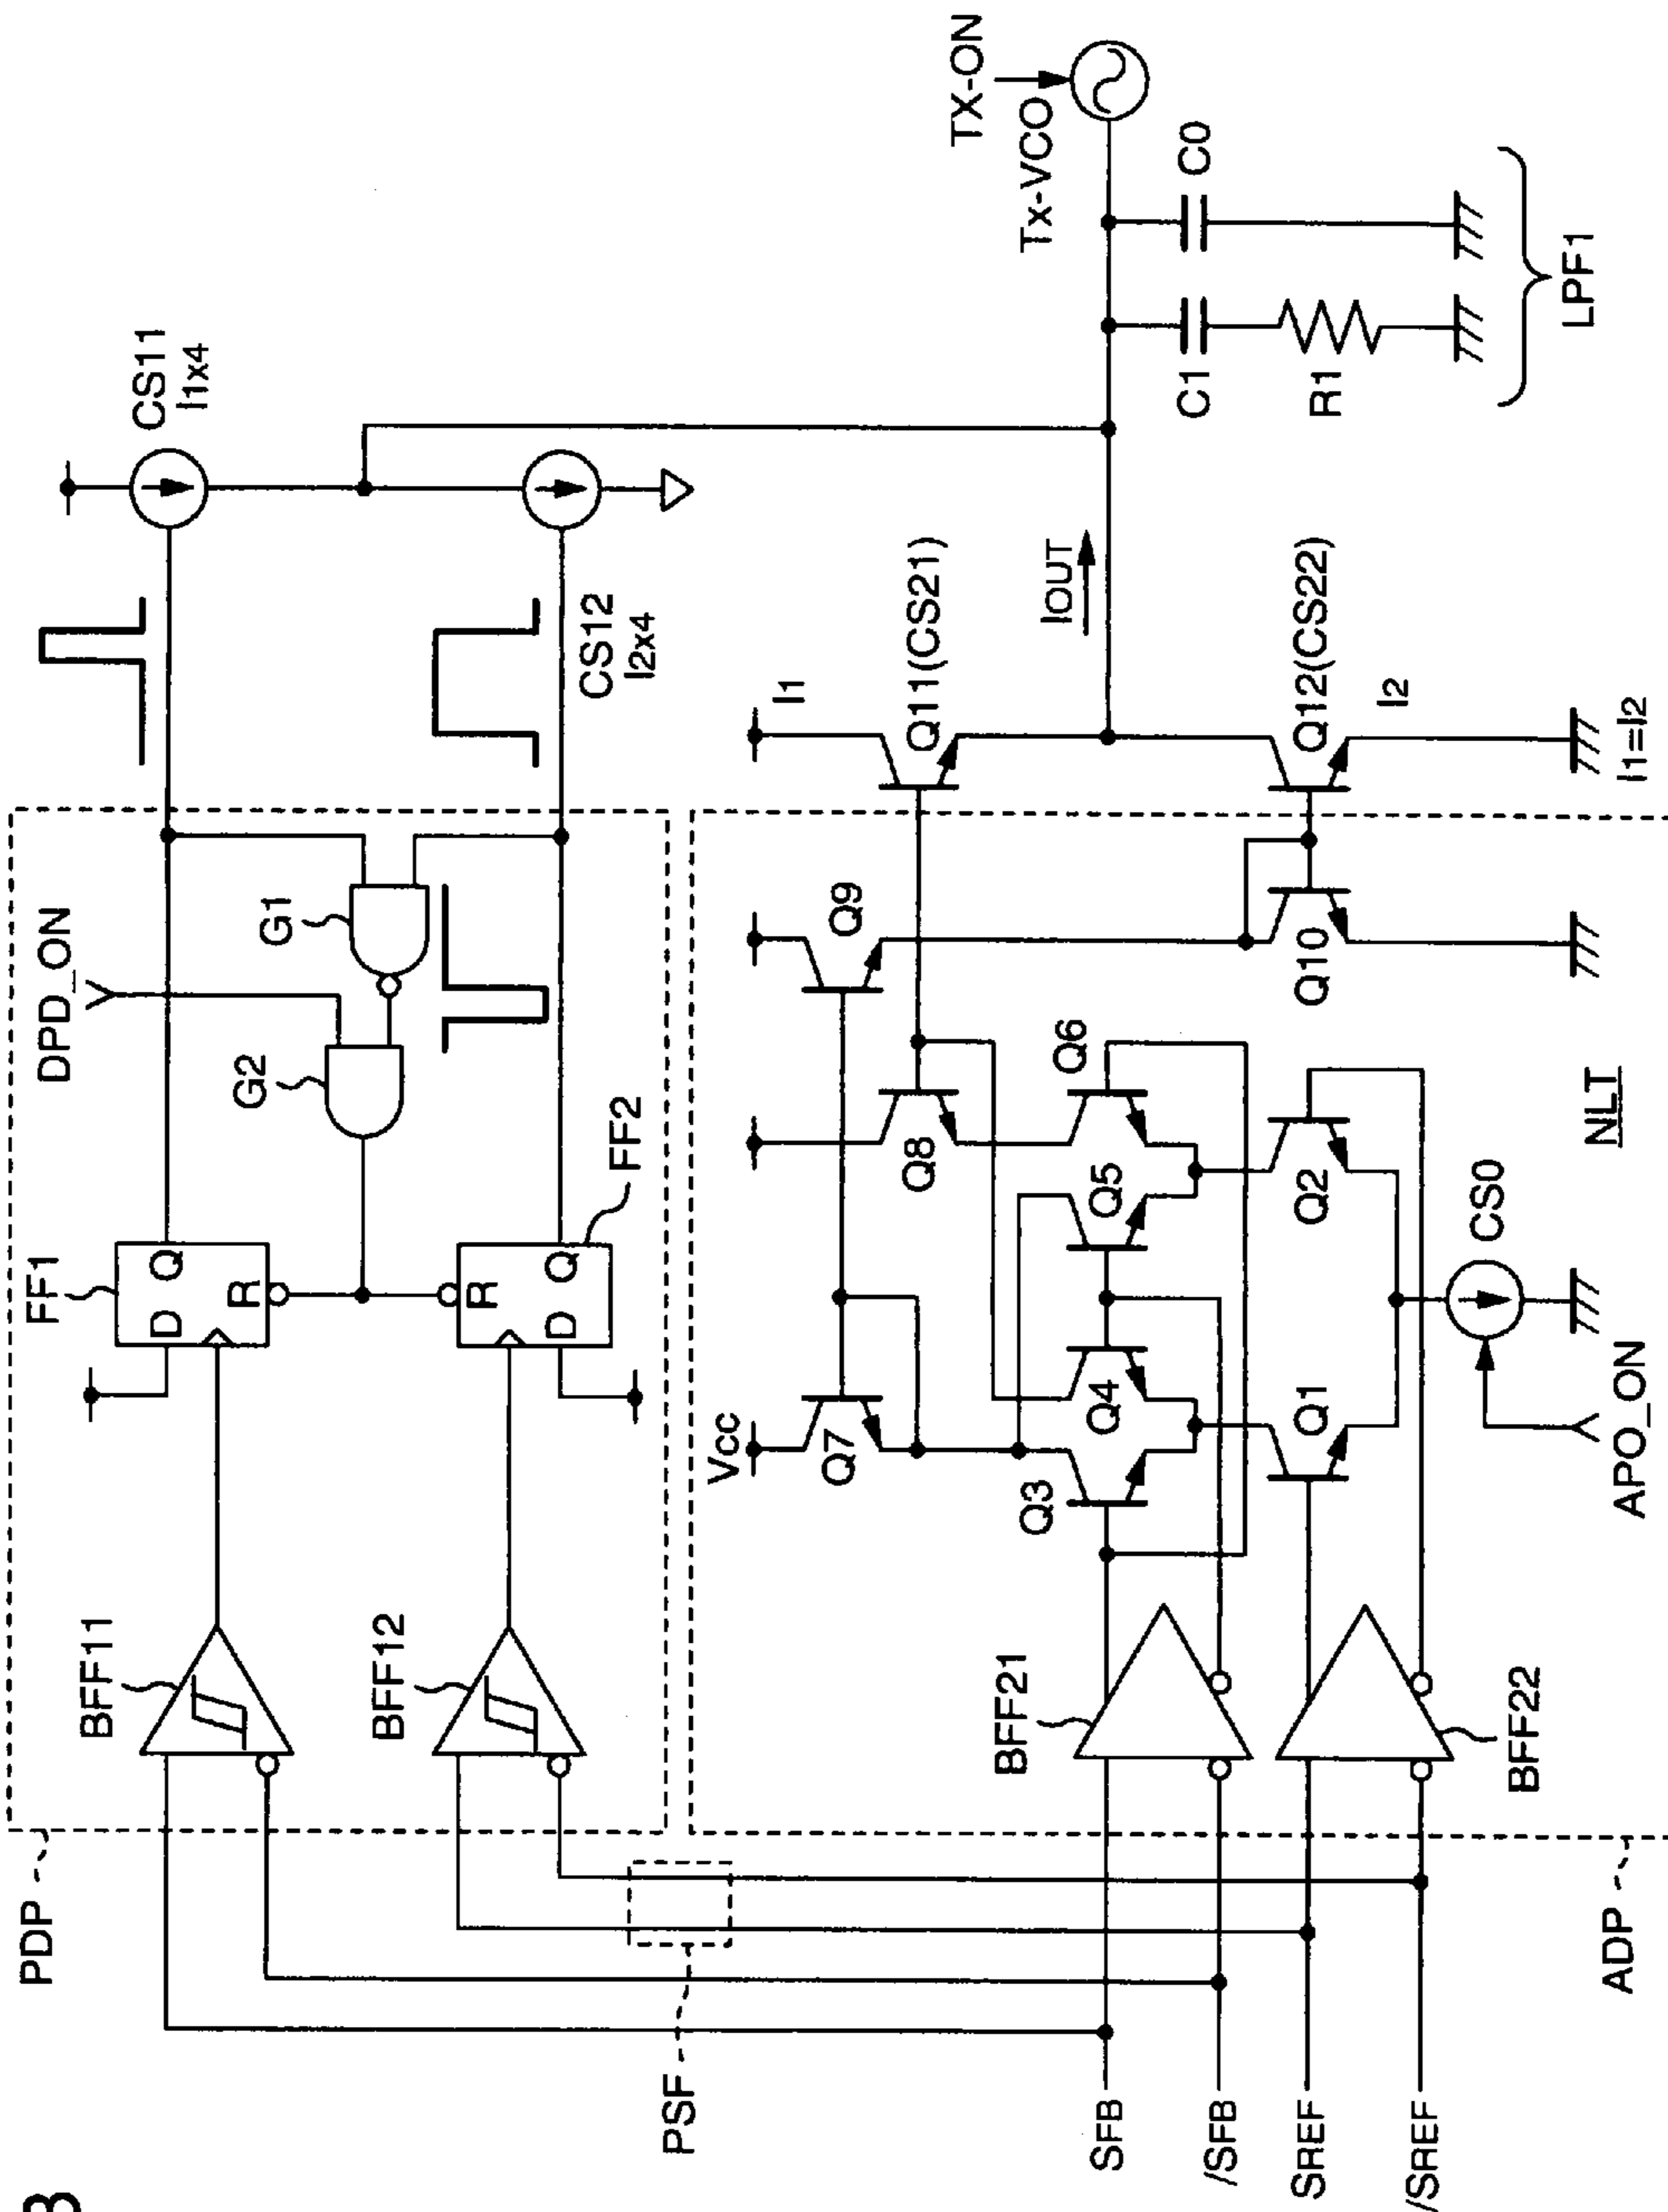 3
PDP
BFF11
FF1
D
Q
R
DPD_ON
G1
G2
CS11
I1x4
BFF12
R
D
Q
FF2
CS12
I2x4
PSF
TX-ON
Tx-VCO
Vcc
Q7
Q9
Q8
I1
Q11(CS21)
IOUT
Q3
Q4
Q5
Q6
BFF21
BFF22
Q1
Q2
Q10
Q12(CS22)
I2
C1
C0
R1
LPF1
CS0
NLT
I1=I2
APO_ON
ADP
SFB
/SFB
SREF
/SREF